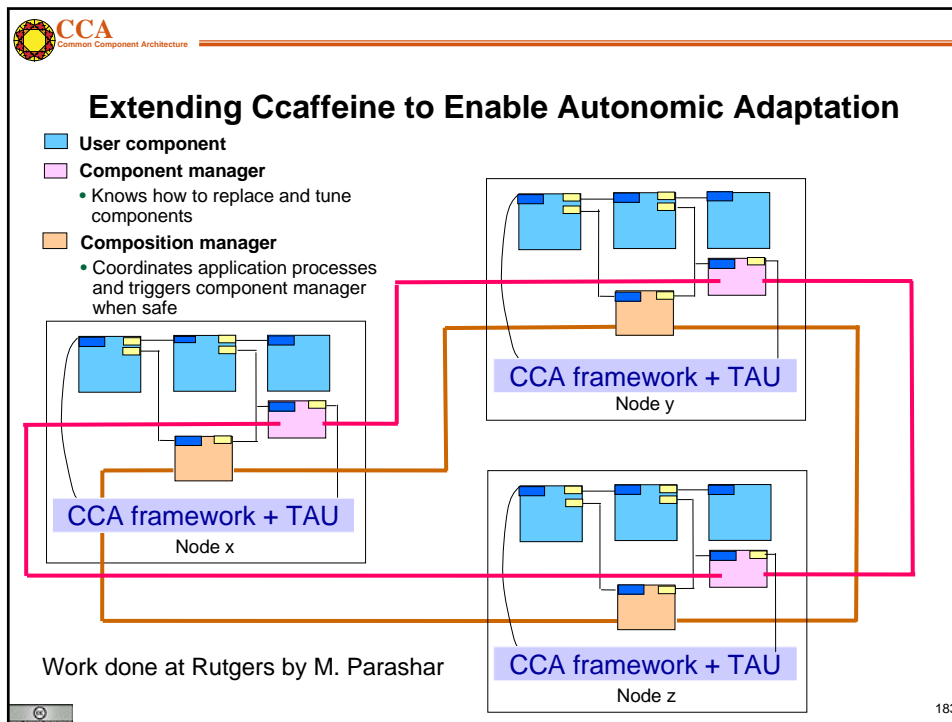 CCA
Common Component Architecture
Extending Ccaffeine to Enable Autonomic Adaptation
User component
Component manager
• Knows how to replace and tune
components
Composition manager
• Coordinates application processes
and triggers component manager
when safe
CCA framework + TAU
Node y
CCA framework + TAU
Node x
CCA framework + TAU
Node z
Work done at Rutgers by M. Parashar
cc